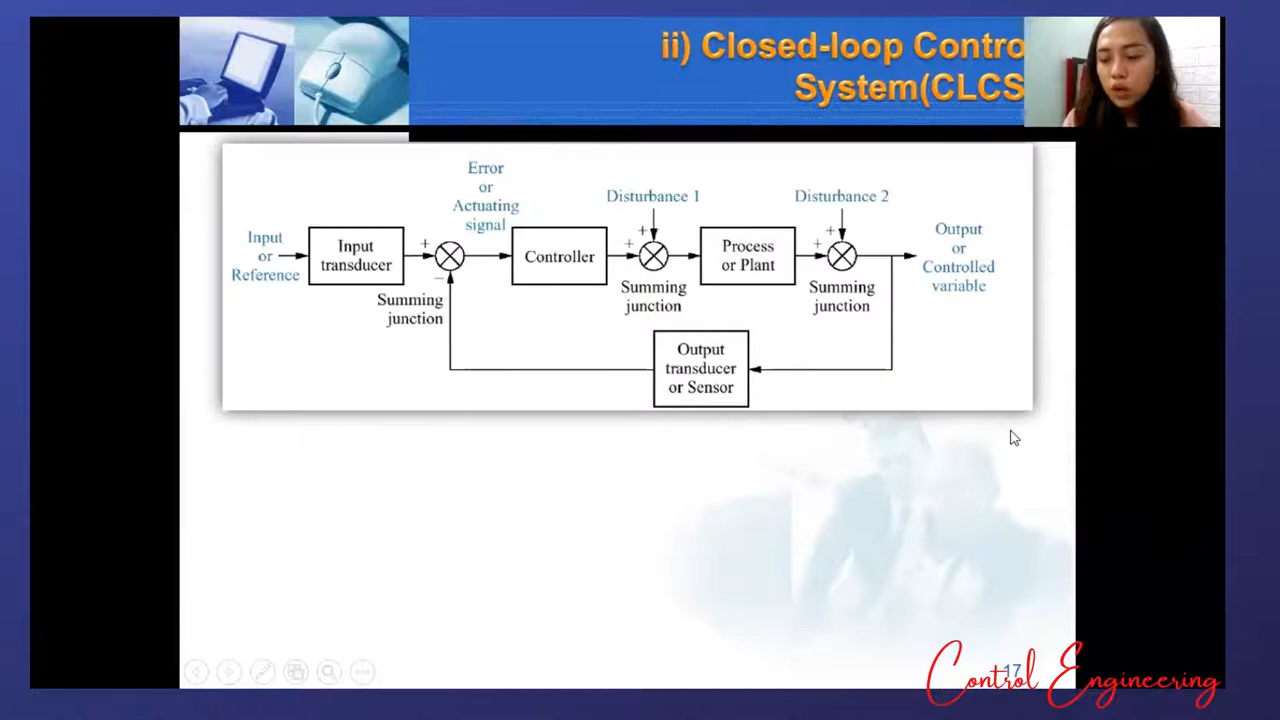 ii) Closed-loop Contro
System(CLCS
Error
or
Actuating
signal
Disturbance 1
Disturbance 2
Input
or
Reference
Input
transducer
+
−
Summing
junction
Controller
+
+
Summing
junction
Process
or Plant
+
+
Summing
junction
Output
or
Controlled
variable
Output
transducer
or Sensor
17
Control Engineering